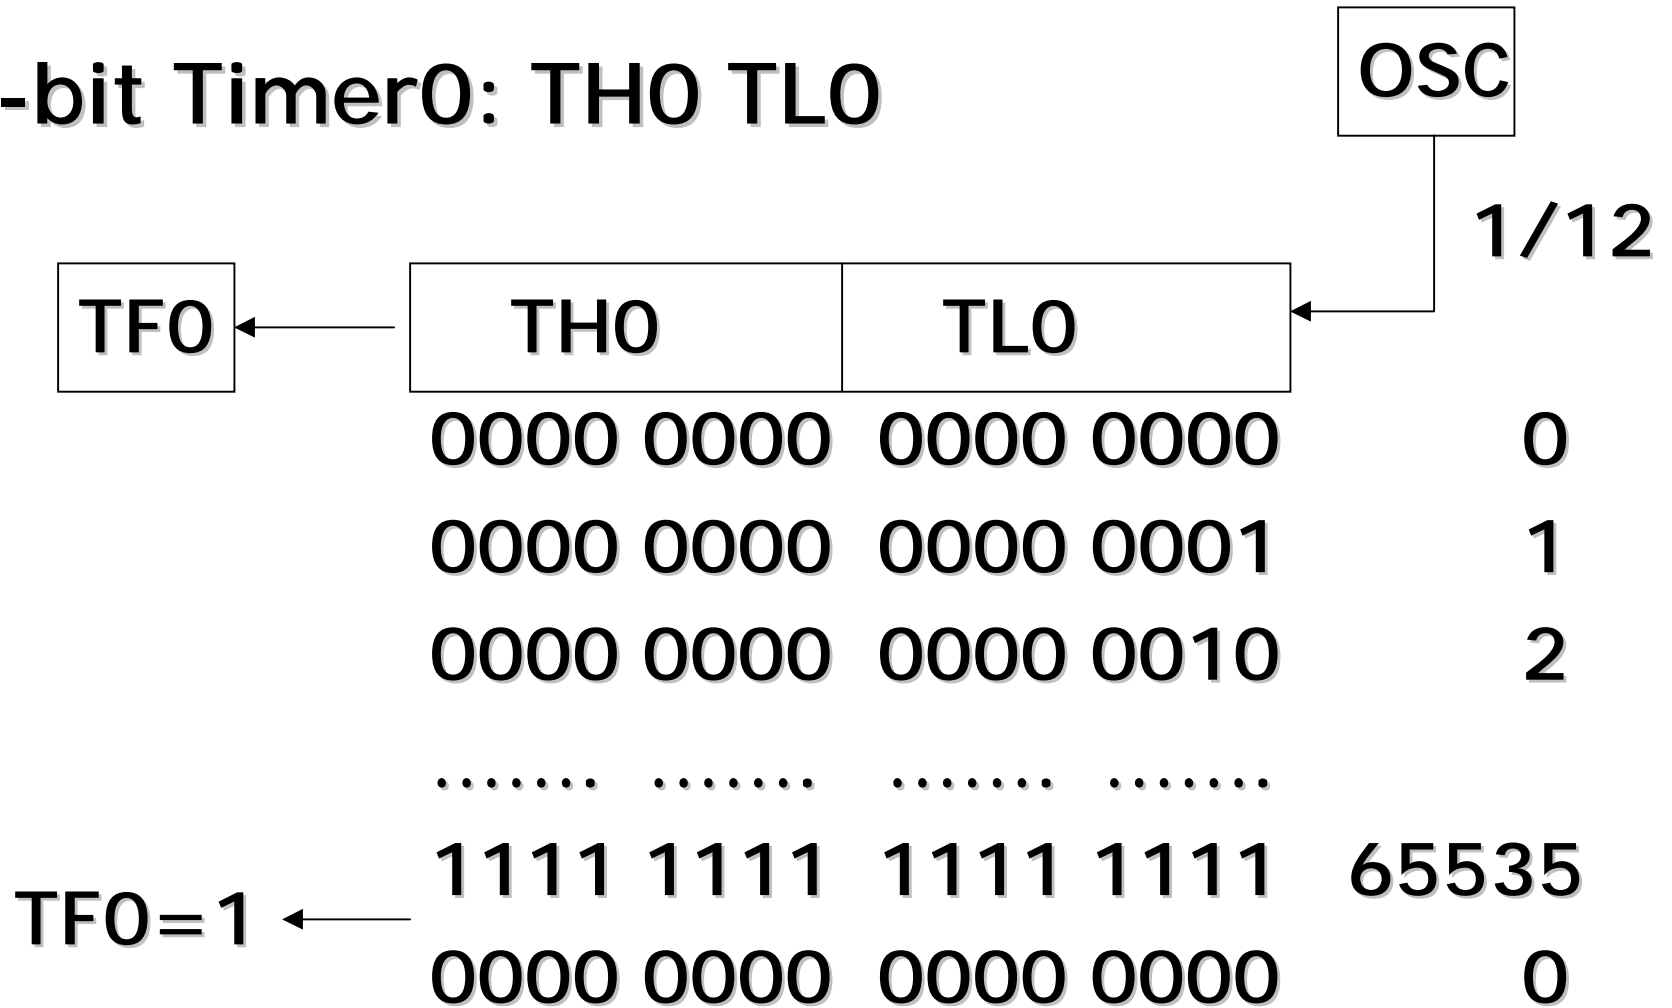 OSC
-bit Timer0: TH0 TL0
1/12
TF0 TH0 TL0
0000 0000 0000 0000 0
0000 0000 0000 0001 1
0000 0000 0000 0010 2
....... ....... ....... .......
1111 1111 1111 1111 65535
TF0=1
0000 0000 0000 0000 0